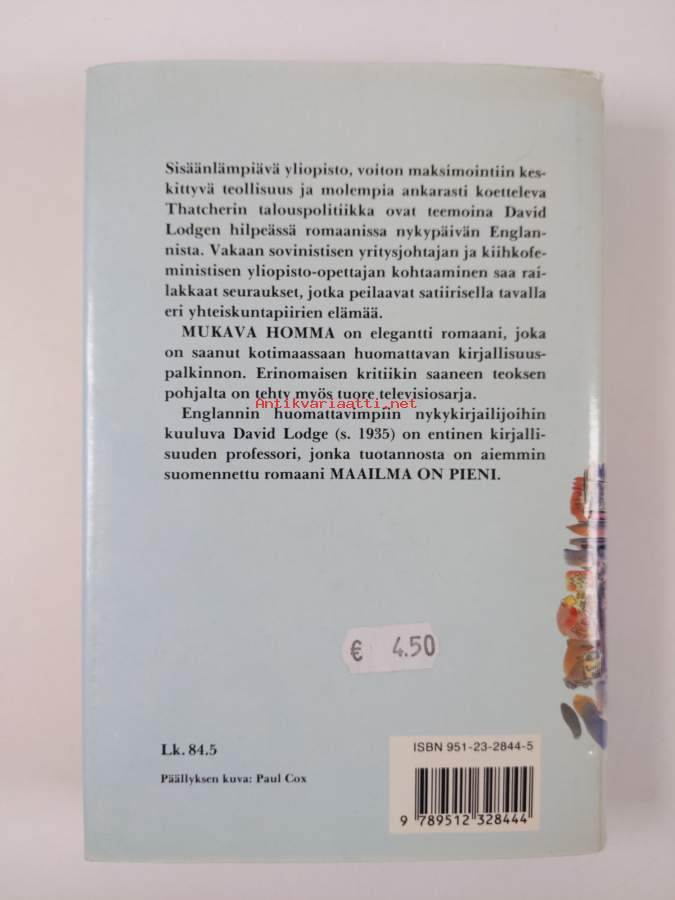 Sisäänlämpiävä yliopisto, voiton maksimointiin kes-
kittyvä teollisuus ja molempia ankarasti koetteleva
Thatcherin talouspolitiikka ovat teemoina David
Lodgen hilpeässä romaanissa nykypäivän Englan-
nista. Vakaan sovinistisen yritysjohtajan ja kiihkofe-
ministisen yliopisto-opettajan kohtaaminen saa rai-
lakkaat seuraukset, jotka peilaavat satiirisella tavalla
eri yhteiskuntapiirien elämää.
MUKAVA HOMMA on elegantti romaani, joka
on saanut kotimaassaan huomattavan kirjallisuus-
palkinnon. Erinomaisen kritiikin saaneen teoksen
pohjalta on tehty myös tuore televisiosarja.
Antikvariaatti.net
Englannin huomattavimpiin nykykirjailijoihin
kuuluva David Lodge (s. 1935) on entinen kirjalli-
suuden professori, jonka tuotannosta on aiemmin
suomennettu romaani MAAILMA ON PIENI.
€ 4.50
Lk. 84.5
Päällyksen kuva: Paul Cox
ISBN 951-23-2844-5
9 789512 328444